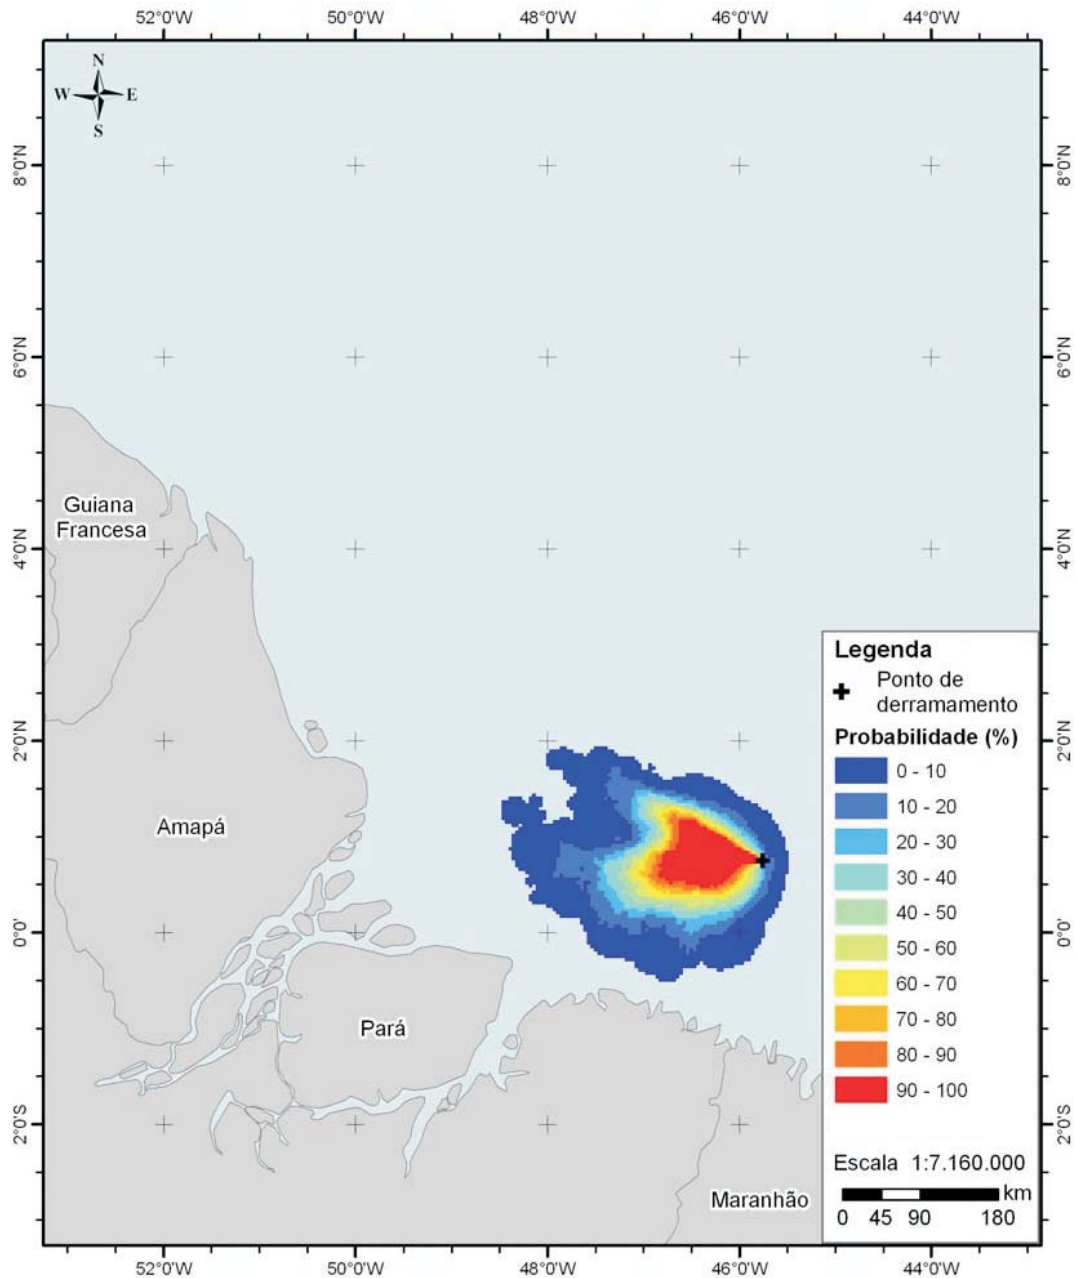 52°0'W 50°0'W 48°0'W 46°0'W 44°0'W
N
W E
S
8°0'N 8°0'N
6°0'N 6°0'N
Guiana
Francesa
4°0'N 4°0'N
Legenda
Ponto de
derramamento
2°0'N 2°0'N
Probabilidade (%)
0 - 10
10 - 20
Amapá
20 - 30
30 - 40
40 - 50
0°0' 0°0'
50 - 60
60 - 70
70 - 80
Pará
80 - 90
90 - 100
2°0'S 2°0'S
Escala 1:7.160.000
Maranhão
km
0 45 90 180
52°0'W 50°0'W 48°0'W 46°0'W 44°0'W